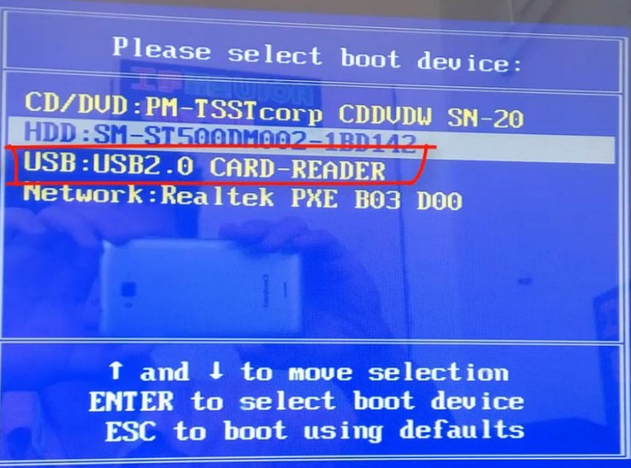 Please select boot device:
CD/DVD:PM-TSSTcorp CDDVDW SN-20
HDD:SM-ST500DM002-1BD142
USB:USB2.0 CARD-READER
Network:Realtek PXE B03 D00
↑ and ↓ to move selection
ENTER to select boot device
ESC to boot using defaults